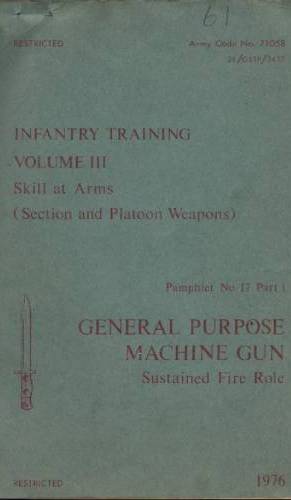 61
RESTRICTED Army Code No. 71058
INFANTRY TRAINING
VOLUME III
Skill at Arms
(Section and Platoon Weapons)
Pamphlet No 17 Part 1
GENERAL PURPOSE
MACHINE GUN
Sustained Fire Role
RESTRICTED 1976